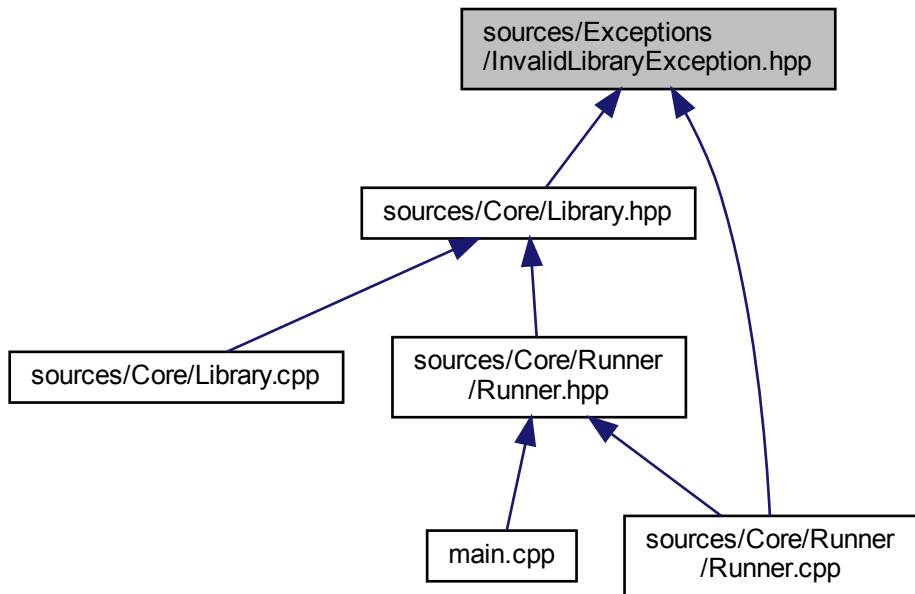 sources/Exceptions
/InvalidLibraryException.hpp
sources/Core/Library.hpp
sources/Core/Library.cpp
sources/Core/Runner
/Runner.hpp
main.cpp
sources/Core/Runner
/Runner.cpp